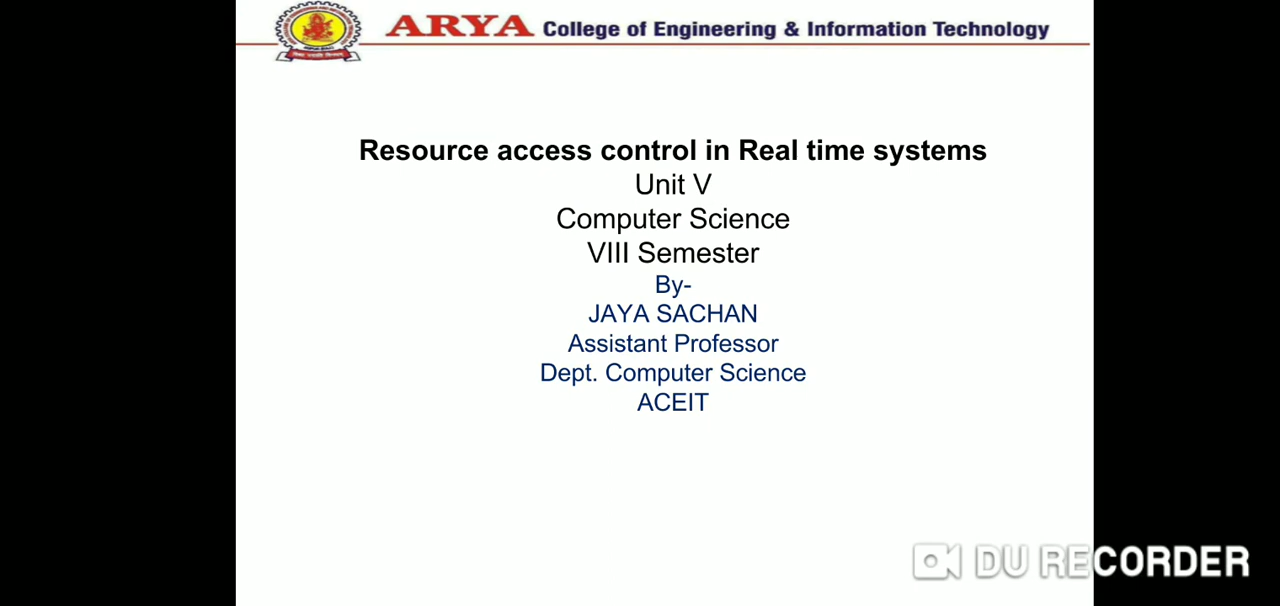 ARYA College of Engineering & Information Technology
Resource access control in Real time systems
Unit V
Computer Science
VIII Semester
By-
JAYA SACHAN
Assistant Professor
Dept. Computer Science
ACEIT
DU RECORDER